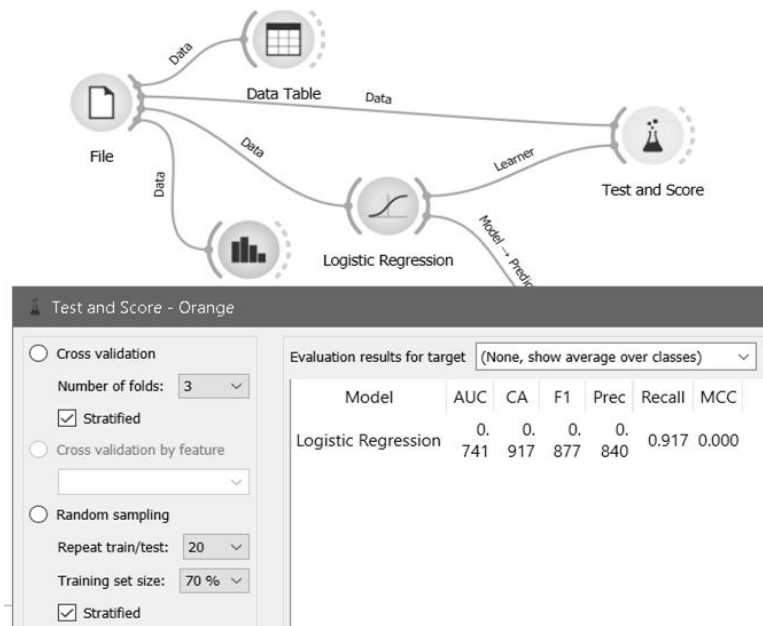 Data
Data Table
Data
File
Data
Learner
Test and Score
Data
Logistic Regression
Model → Predic
Test and Score - Orange
Cross validation
Number of folds: 3
Stratified
Cross validation by feature
Random sampling
Repeat train/test: 20
Training set size: 70 %
Stratified
Evaluation results for target (None, show average over classes)
Model AUC CA F1 Prec Recall MCC
Logistic Regression 0.741 0.917 0.877 0.840 0.917 0.000